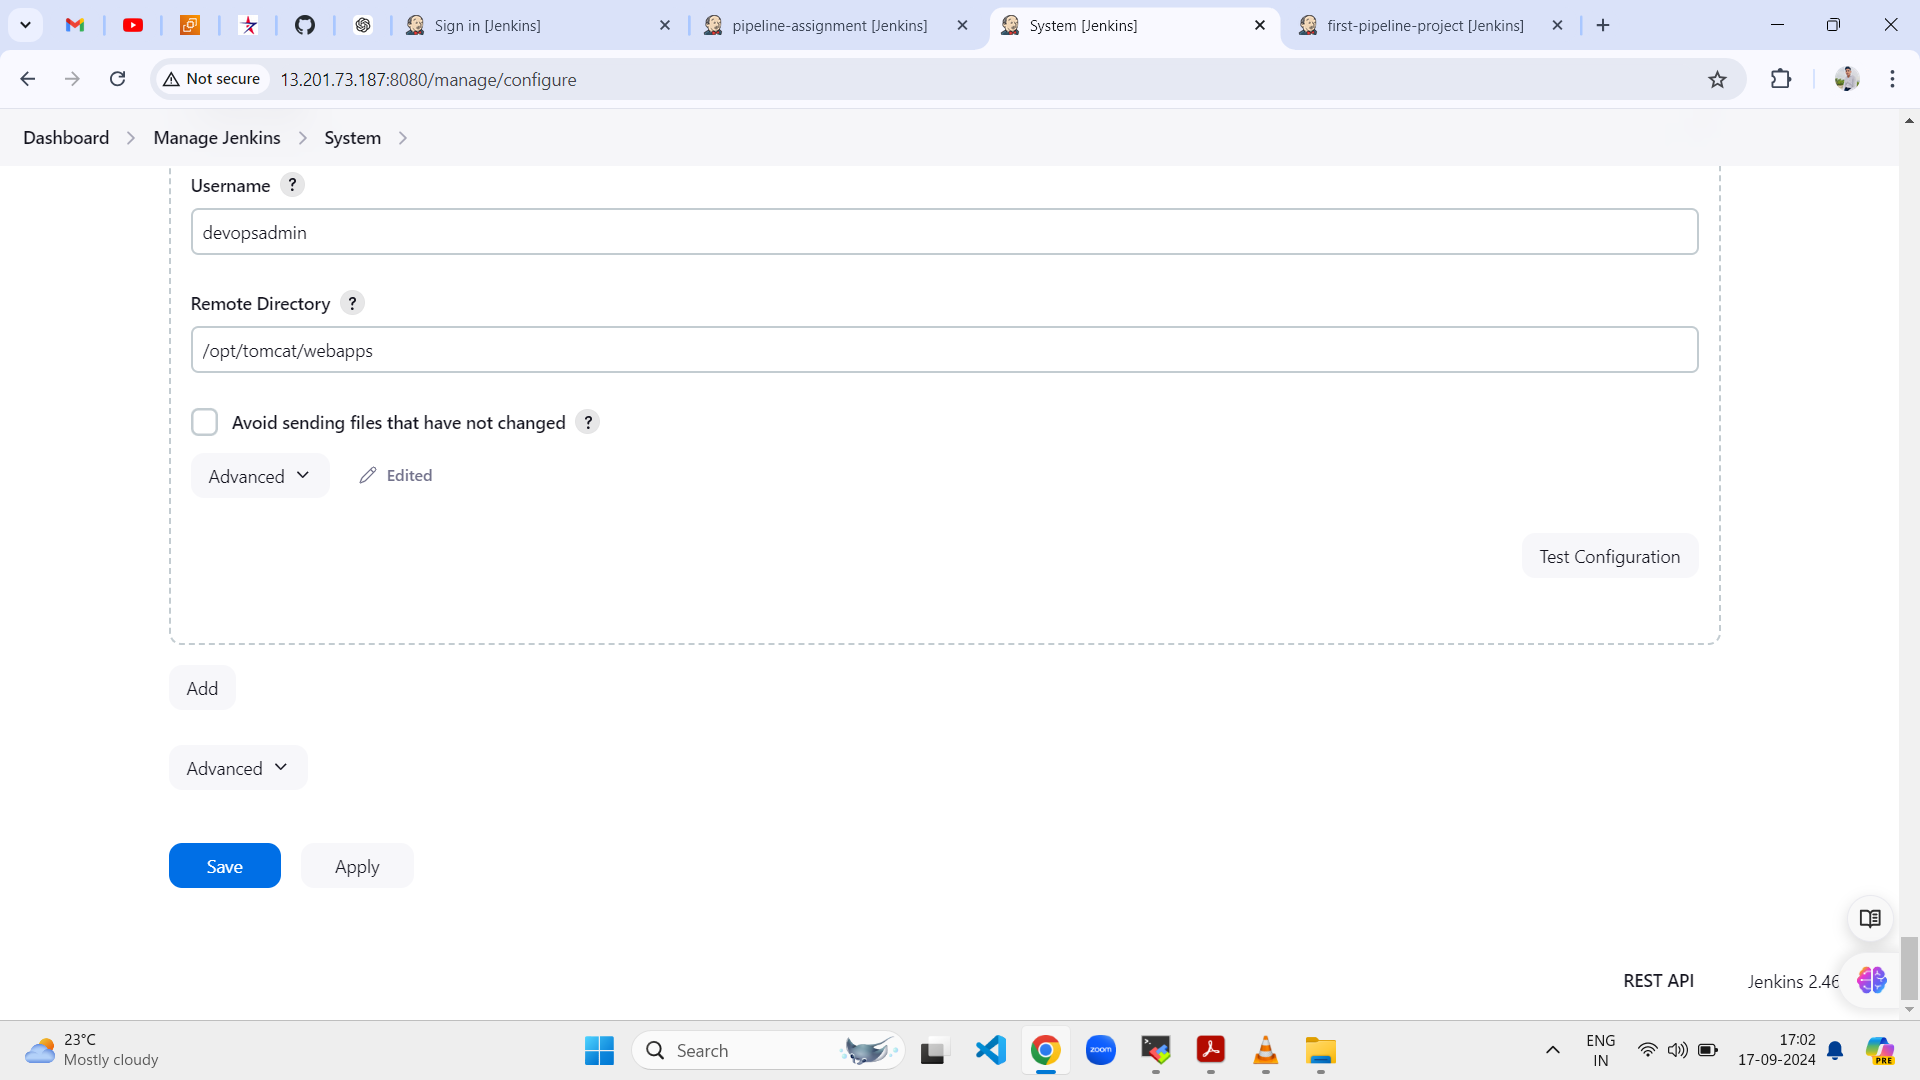 Sign in [Jenkins]
pipeline-assignment [Jenkins]
System [Jenkins]
first-pipeline-project [Jenkins]
Not secure
13.201.73.187:8080/manage/configure
Dashboard
Manage Jenkins
System
Username ?
devopsadmin
Remote Directory ?
/opt/tomcat/webapps
Avoid sending files that have not changed ?
Advanced
Edited
Test Configuration
Add
Advanced
Save
Apply
REST API
Jenkins 2.46
23°C
Mostly cloudy
Search
zoom
ENG
IN
17:02
17-09-2024
PRE